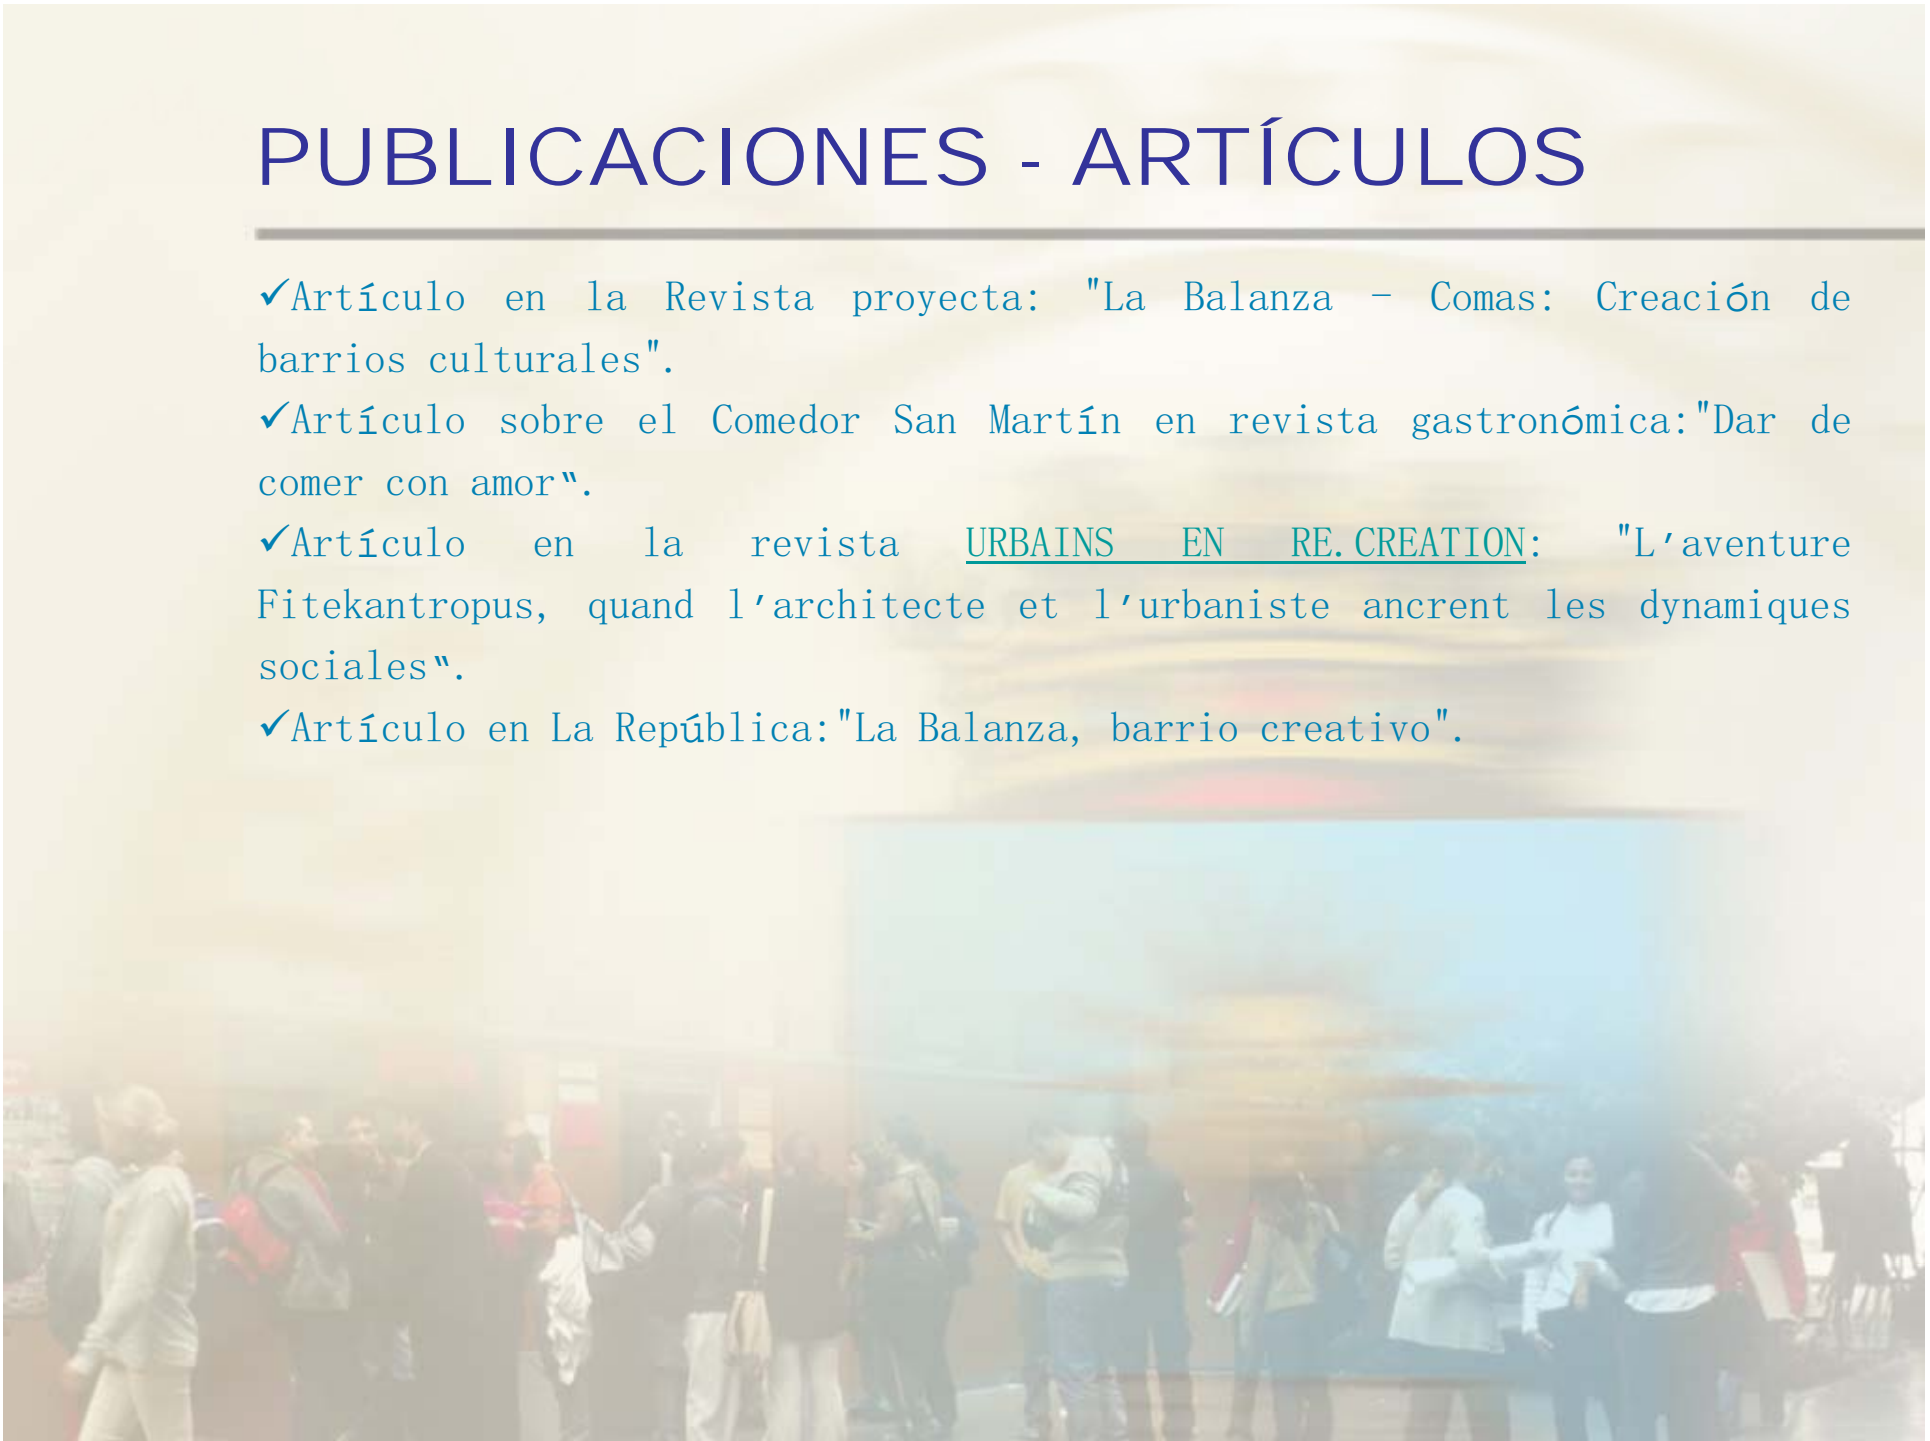 PUBLICACIONES - ARTÍCULOS
✓Artículo en la Revista proyecta: "La Balanza - Comas: Creación de
barrios culturales".
✓Artículo sobre el Comedor San Martín en revista gastronómica:"Dar de
comer con amor‟.
✓Artículo en la revista URBAINS EN RE.CREATION: "L’aventure
Fitekantropus, quand l’architecte et l’urbaniste ancrent les dynamiques
sociales‟.
✓Artículo en La República:"La Balanza, barrio creativo".